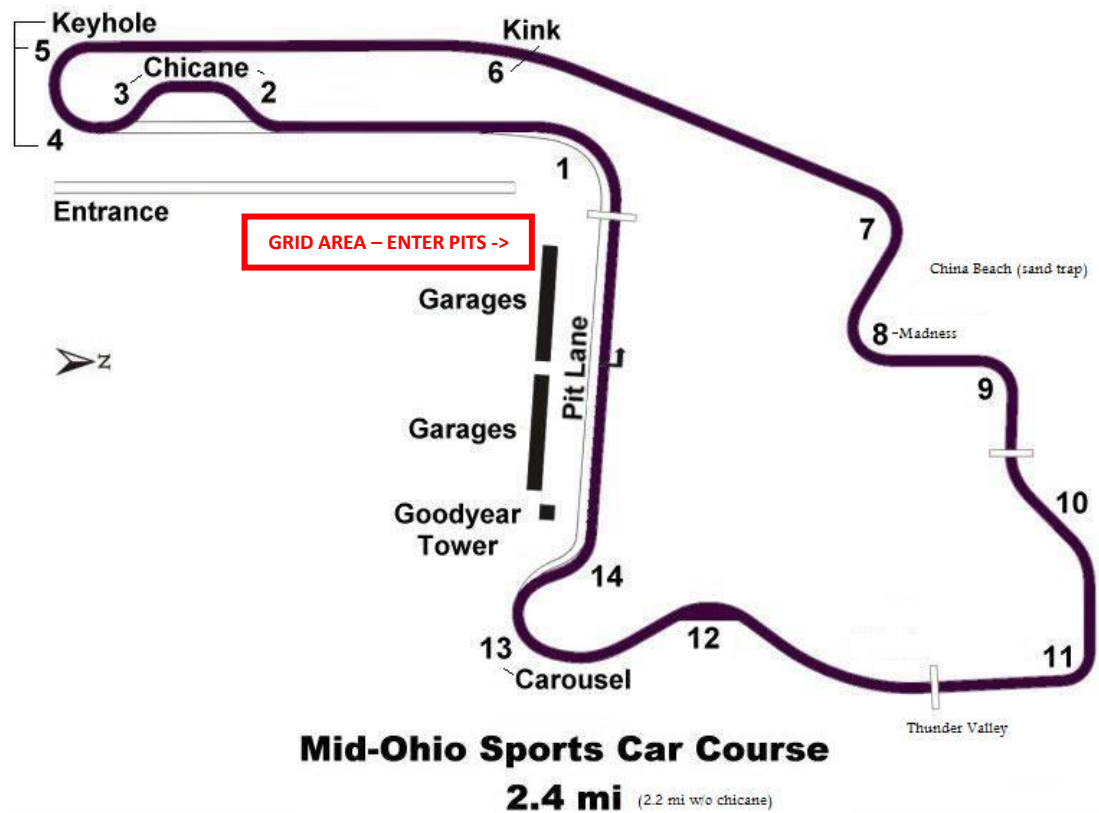 Keyhole
5
Kink
6
Chicane
3
2
4
1
Entrance
GRID AREA – ENTER PITS ->
7
China Beach (sand trap)
Garages
8 -Madness
N
Pit Lane
9
Garages
10
Goodyear
Tower
14
12
13
11
Carousel
Thunder Valley
Mid-Ohio Sports Car Course
2.4 mi (2.2 mi w/o chicane)